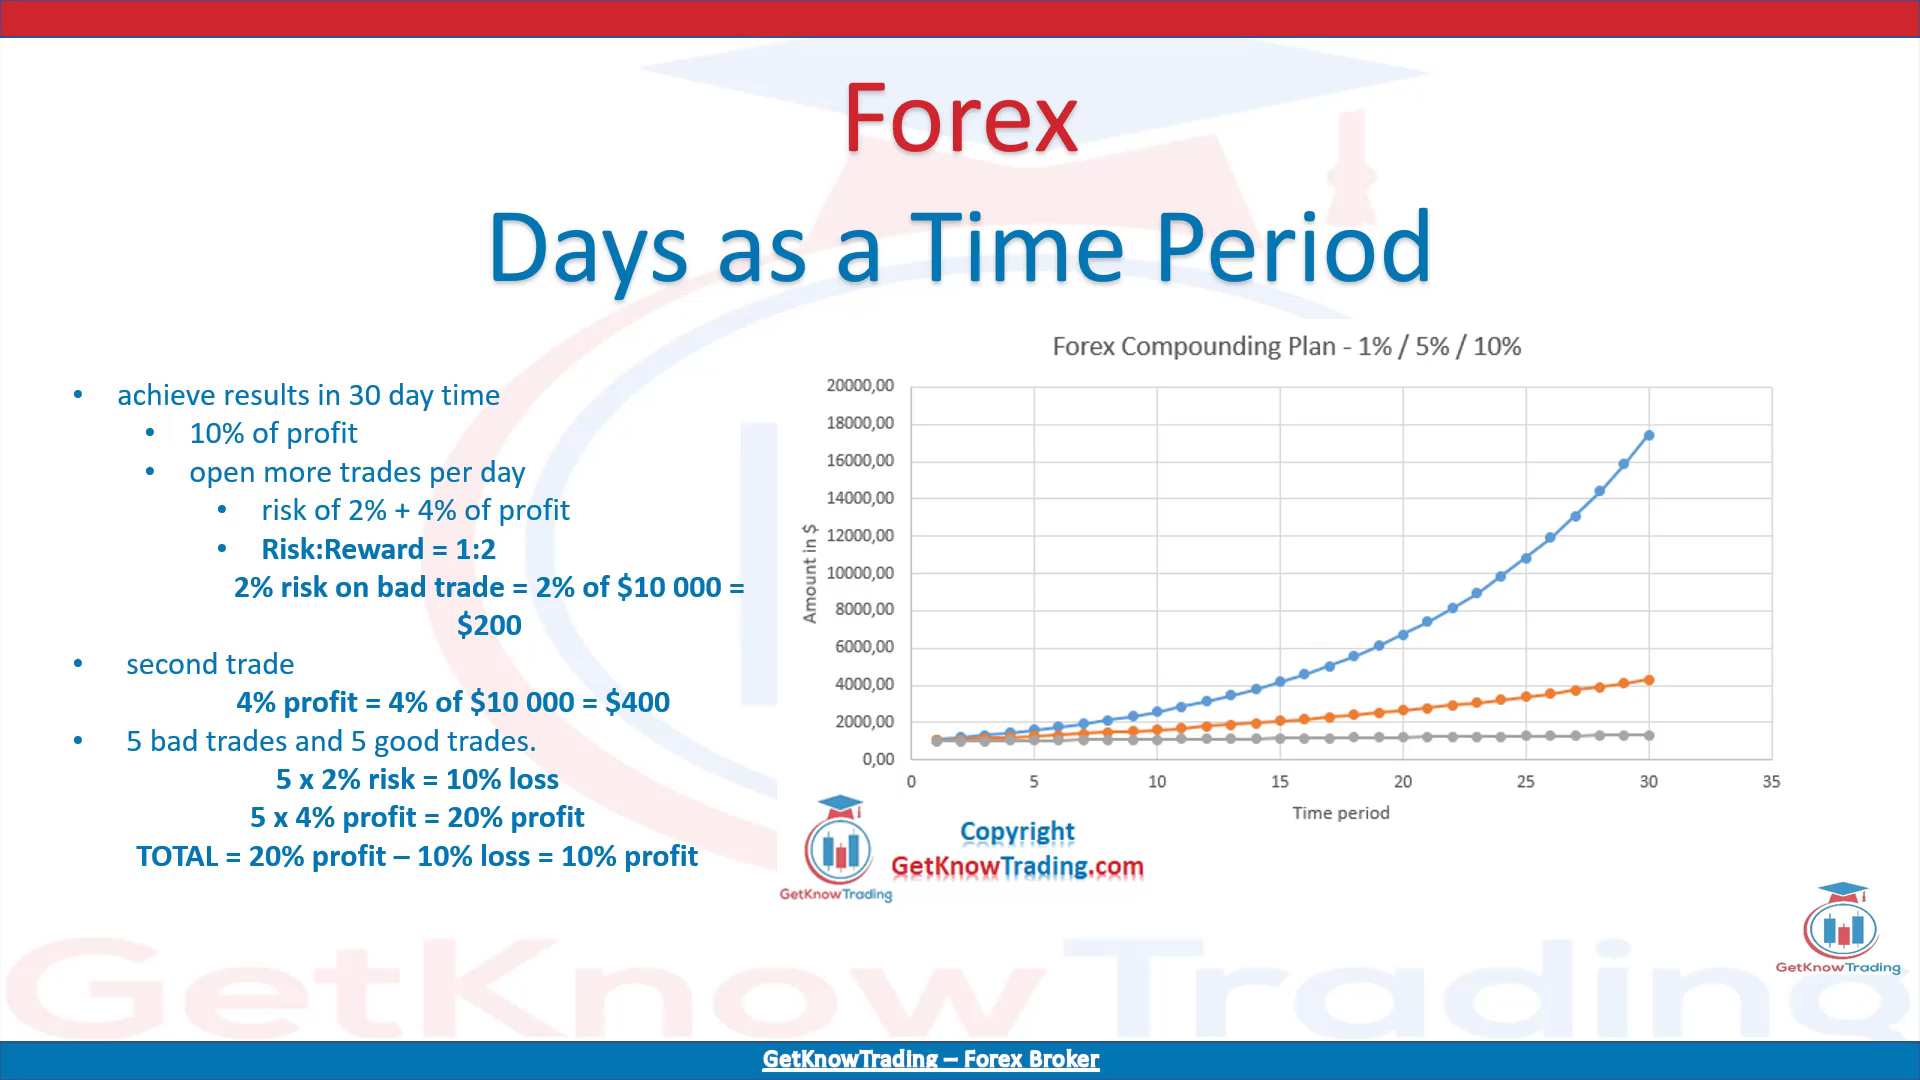 Forex
Days as a Time Period
• achieve results in 30 day time
• 10% of profit
• open more trades per day
• risk of 2% + 4% of profit
• Risk:Reward = 1:2
2% risk on bad trade = 2% of $10 000 =
$200
• second trade
4% profit = 4% of $10 000 = $400
• 5 bad trades and 5 good trades.
5 x 2% risk = 10% loss
5 x 4% profit = 20% profit
TOTAL = 20% profit – 10% loss = 10% profit
Forex Compounding Plan - 1% / 5% / 10%
Amount in $
20000,00
18000,00
16000,00
14000,00
12000,00
10000,00
8000,00
6000,00
4000,00
2000,00
0,00
0 5 10 15 20 25 30 35
Time period
Copyright
GetKnowTrading.com
GetKnowTrading
GetKnowTrading
GetKnow Trading
GetKnowTrading – Forex Broker